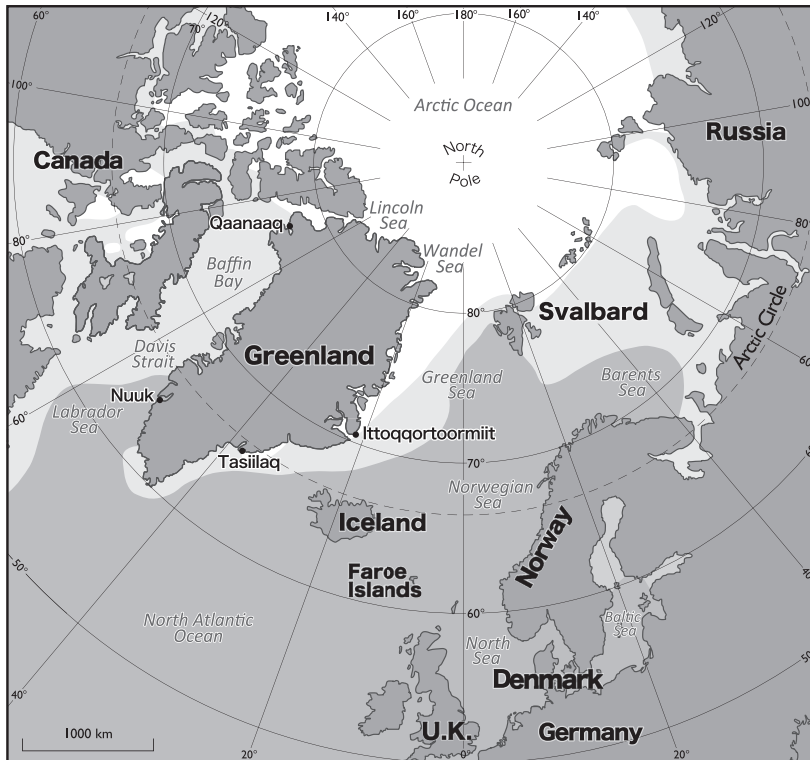 60°
70°
120°
140°
160°
180°
160°
140°
120°
100°
Arctic Ocean
100°
Russia
North
Pole
Canada
Qaanaaq
Lincoln
Sea
80°
80°
Wandel
Sea
Baffin
Bay
80°
Svalbard
Arctic Circle
Davis
Strait
Greenland
Greenland
Sea
Barents
Sea
Nuuk
Labrador
Sea
60°
60°
Ittoqqortoormiit
Tasiilaq
70°
Norwegian
Sea
Iceland
Norway
50°
Faroe
Islands
60°
North Atlantic
Ocean
North
Sea
Baltic
Sea
50°
Denmark
40°
1000 km
U.K.
Germany
20°
0°
20°